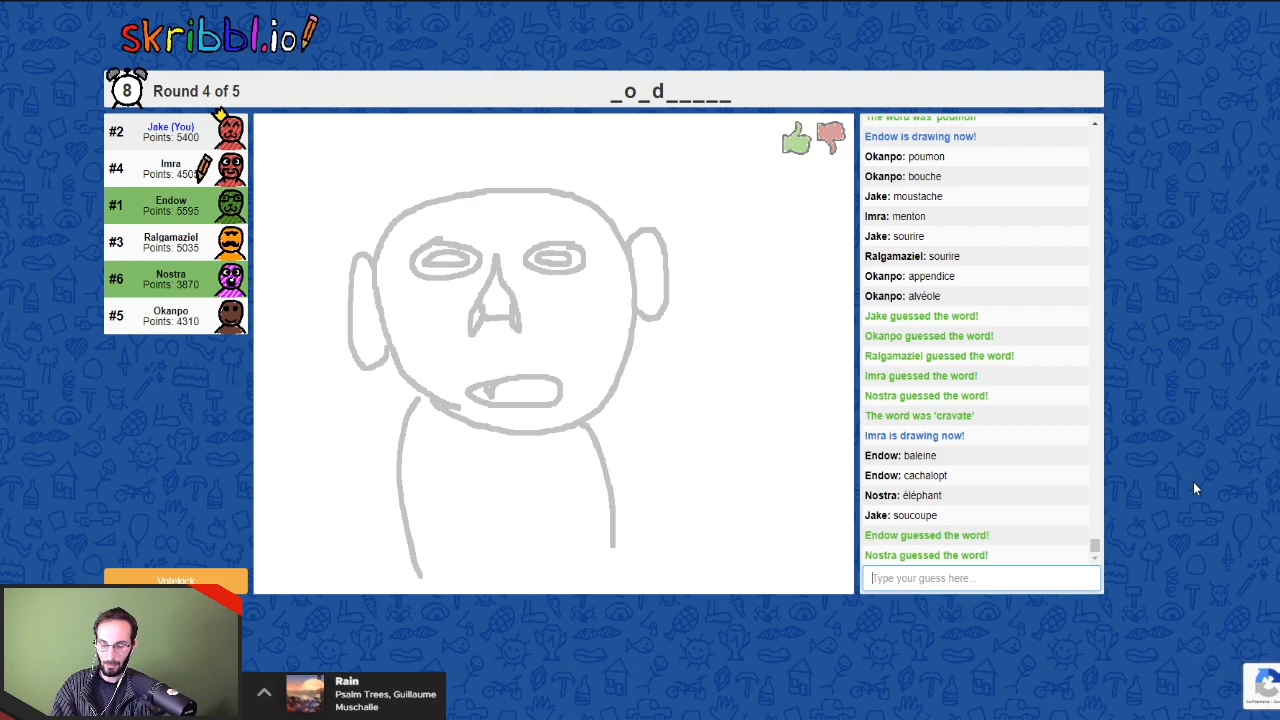 skribbl.io
8
Round 4 of 5
_o_d_____
#2 Jake (You)
Points: 5400
#4 Imra
#1 Endow
Points: 5595
#3 Ralgamaziel
Points: 5035
#6 Nostra
Points: 3870
#5 Okanpo
Points: 4310
Votekick
The word was 'poumon'
Endow is drawing now!
Okanpo: poumon
Okanpo: bouche
Jake: moustache
Imra: menton
Jake: sourire
Ralgamaziel: sourire
Okanpo: appendice
Okanpo: alvéole
Jake guessed the word!
Okanpo guessed the word!
Ralgamaziel guessed the word!
Imra guessed the word!
Nostra guessed the word!
The word was 'cravate'
Imra is drawing now!
Endow: baleine
Endow: cachalopt
Nostra: éléphant
Jake: soucoupe
Endow guessed the word!
Nostra guessed the word!
Type your guess here...
Rain
Psalm Trees, Guillaume
Muschalle